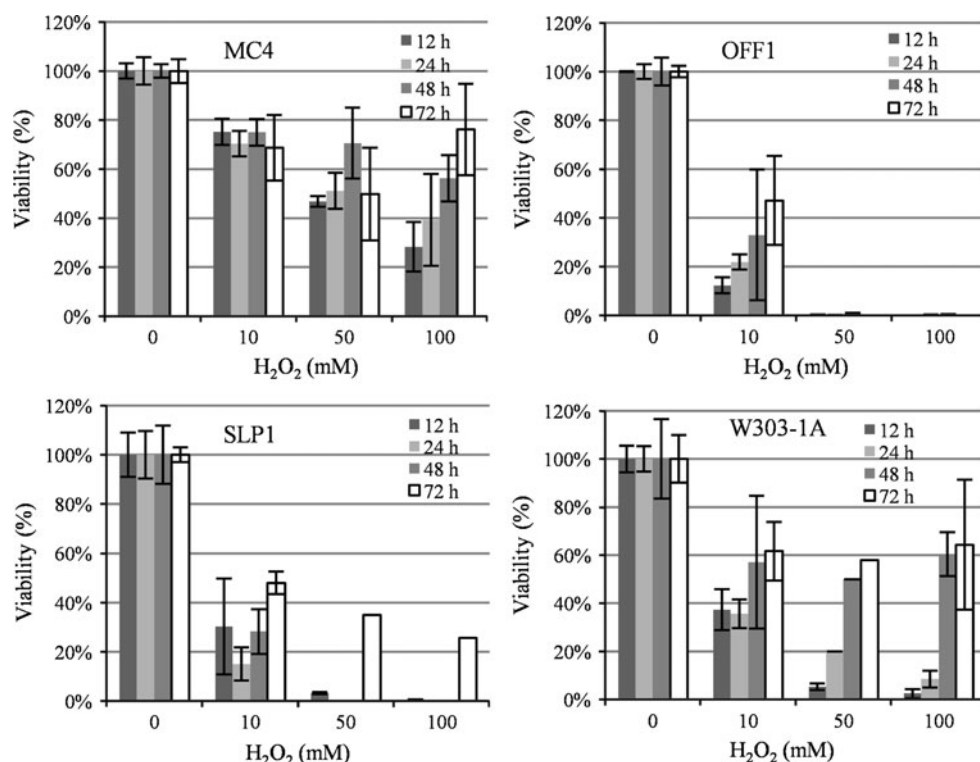 MC4
120%
100%
80%
60%
40%
20%
0%
Viability (%)
12 h
24 h
48 h
72 h
0 10 50 100
H₂O₂ (mM)
OFF1
120%
100%
80%
60%
40%
20%
0%
Viability (%)
12 h
24 h
48 h
72 h
0 10 50 100
H₂O₂ (mM)
SLP1
120%
100%
80%
60%
40%
20%
0%
Viability (%)
12 h
24 h
48 h
72 h
0 10 50 100
H₂O₂ (mM)
W303-1A
120%
100%
80%
60%
40%
20%
0%
Viability (%)
12 h
24 h
48 h
72 h
0 10 50 100
H₂O₂ (mM)